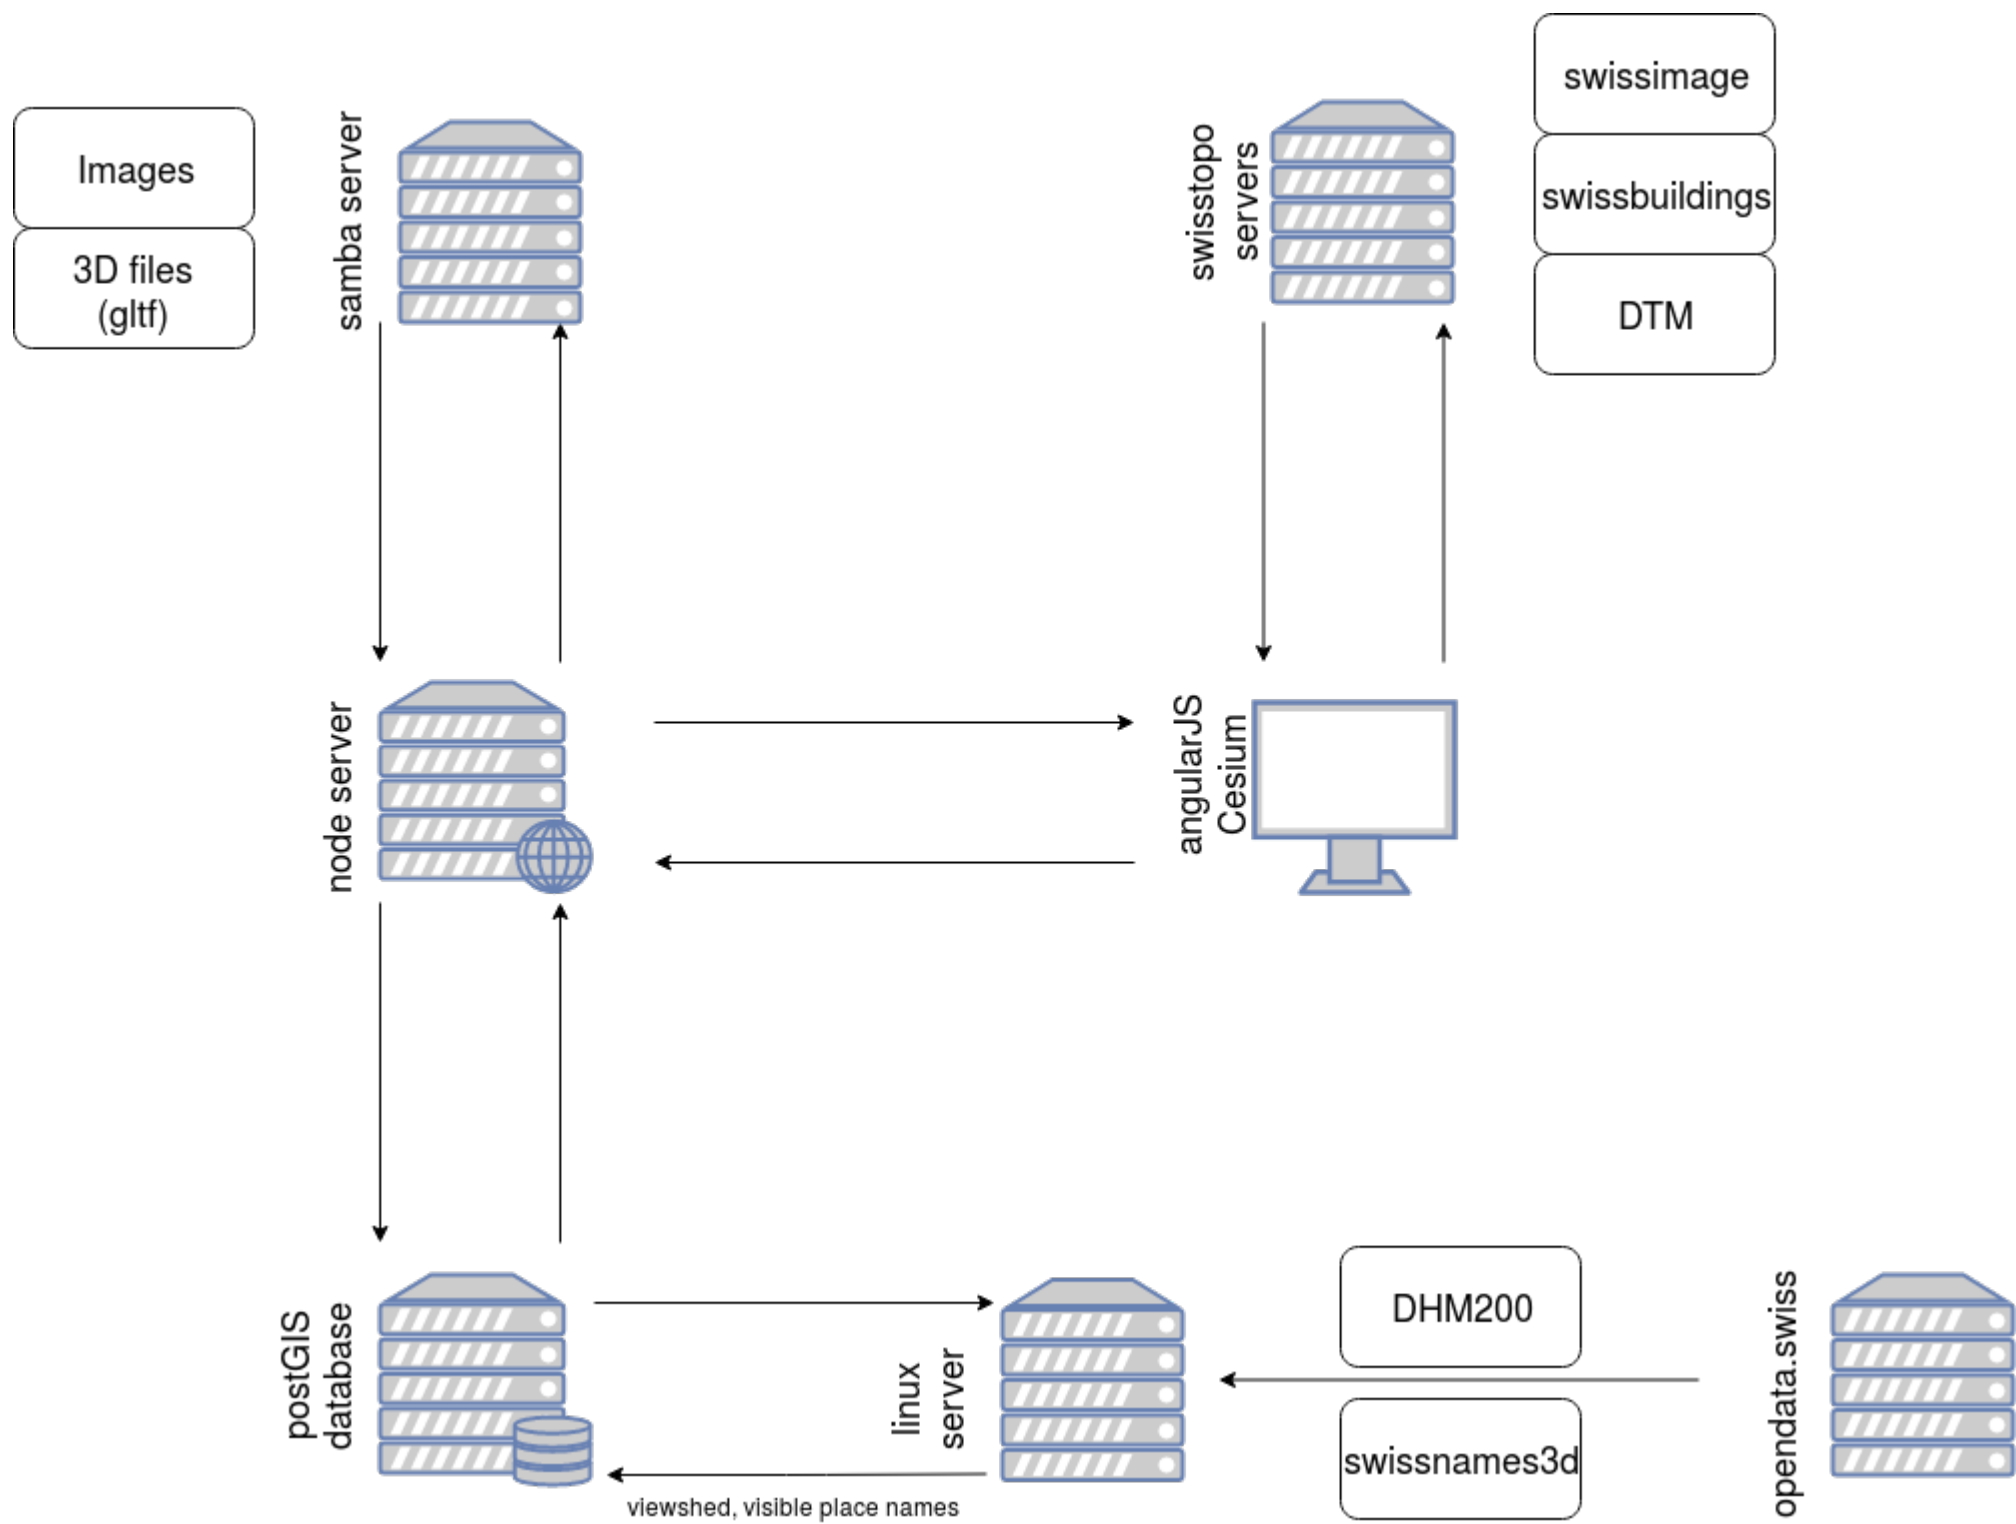 swissimage
Images
samba server
swisstopo
servers
swissbuildings
3D files
(gltf)
DTM
node server
angularJS
Cesium
postGIS
database
linux
server
DHM200
swissnames3d
opendata.swiss
viewshed, visible place names